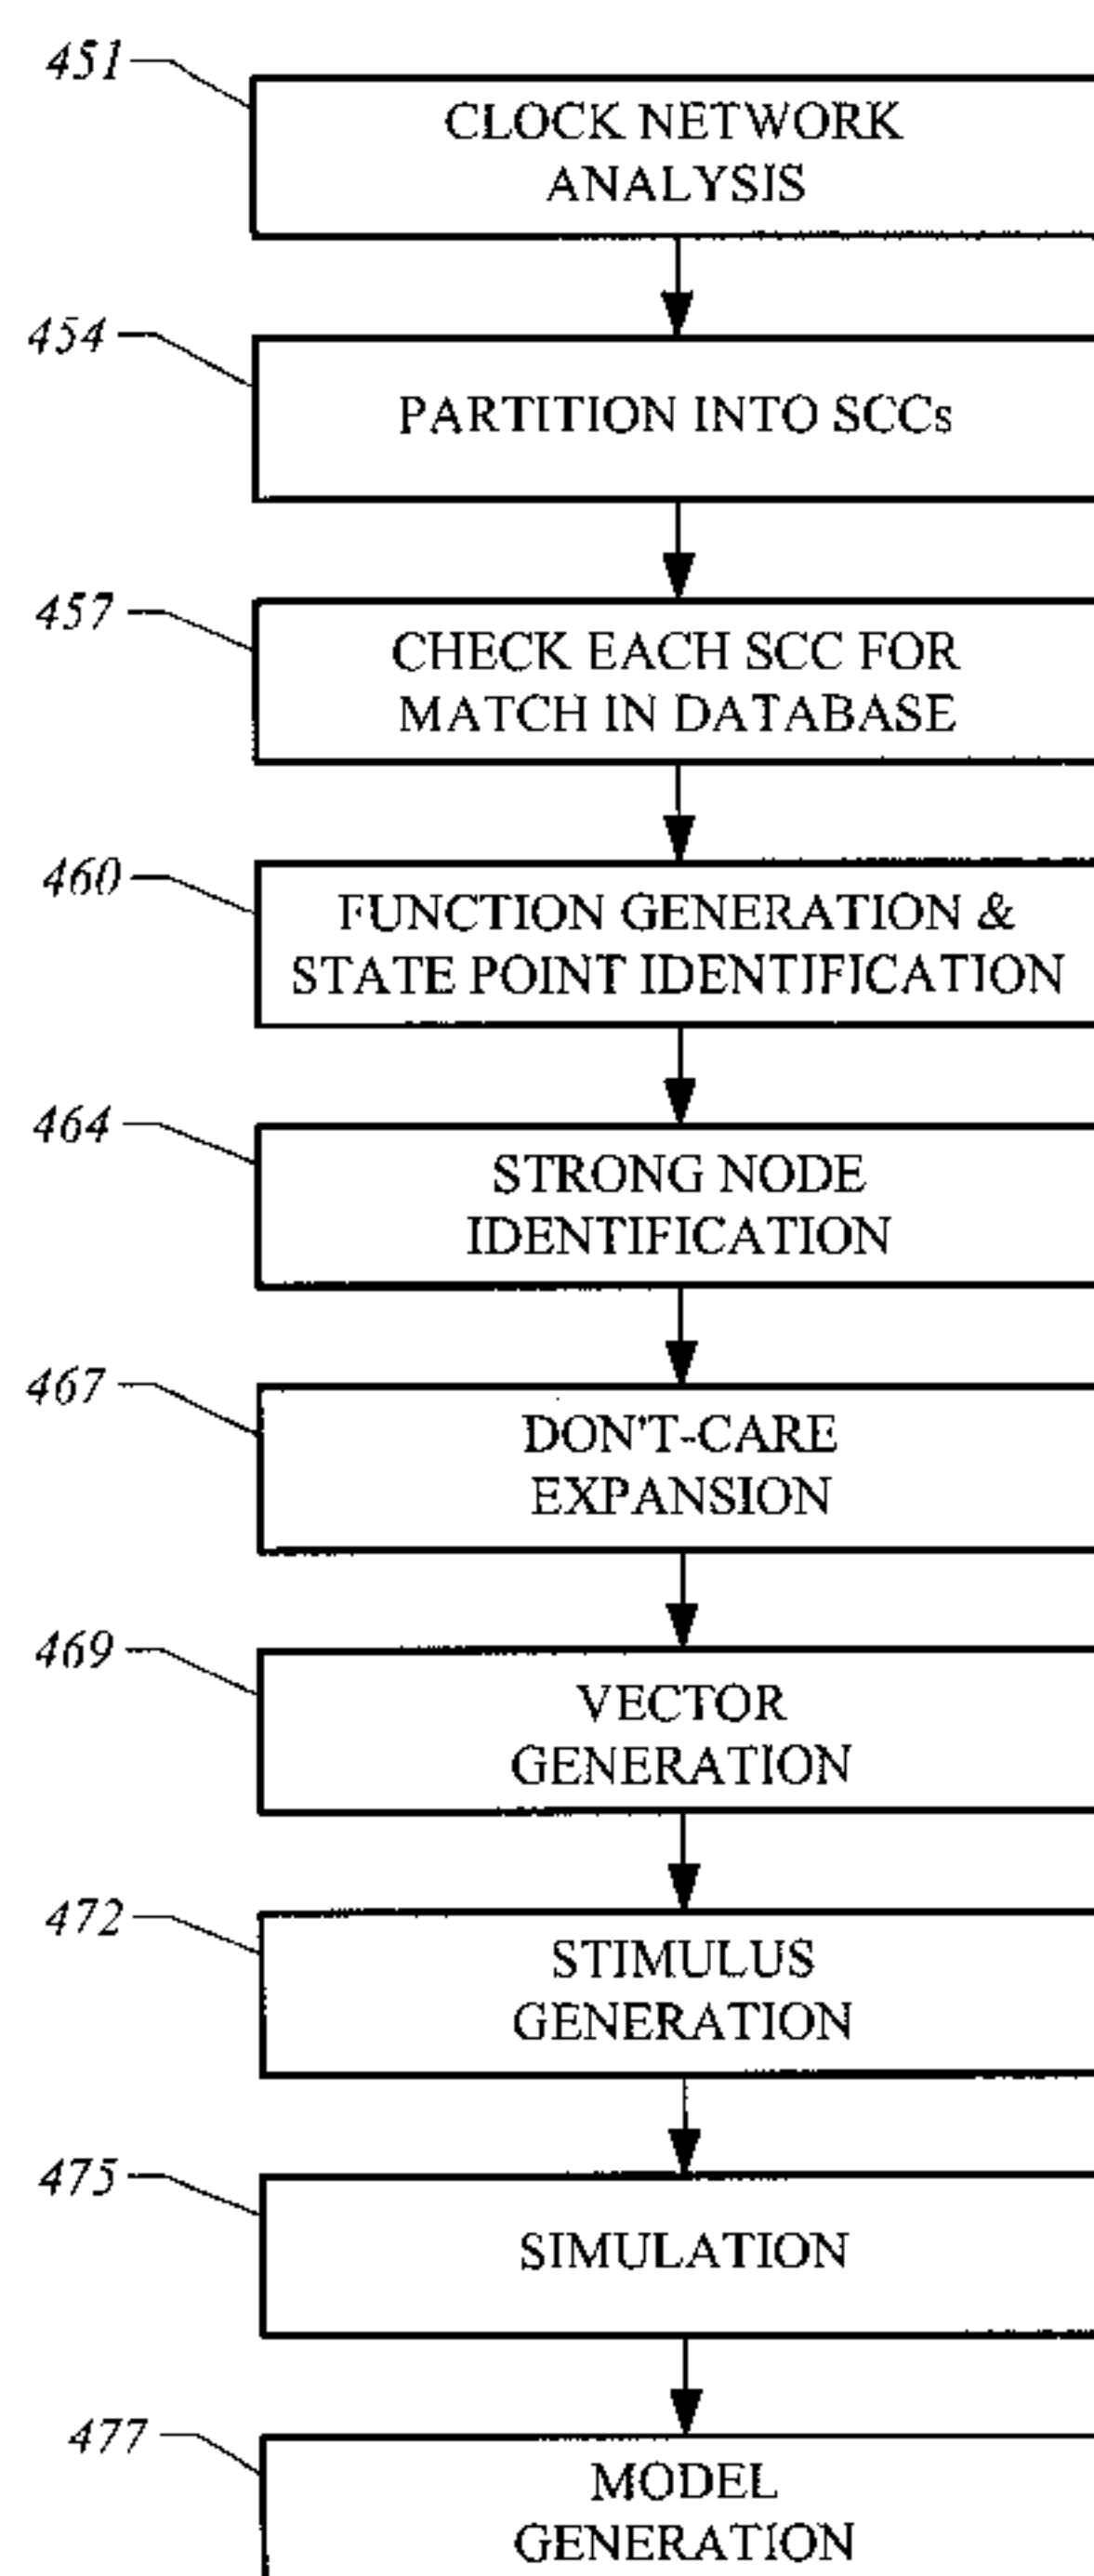 451
CLOCK NETWORK
ANALYSIS
454
PARTITION INTO SCCs
457
CHECK EACH SCC FOR
MATCH IN DATABASE
460
FUNCTION GENERATION &
STATE POINT IDENTIFICATION
464
STRONG NODE
IDENTIFICATION
467
DON'T-CARE
EXPANSION
469
VECTOR
GENERATION
472
STIMULUS
GENERATION
475
SIMULATION
477
MODEL
GENERATION